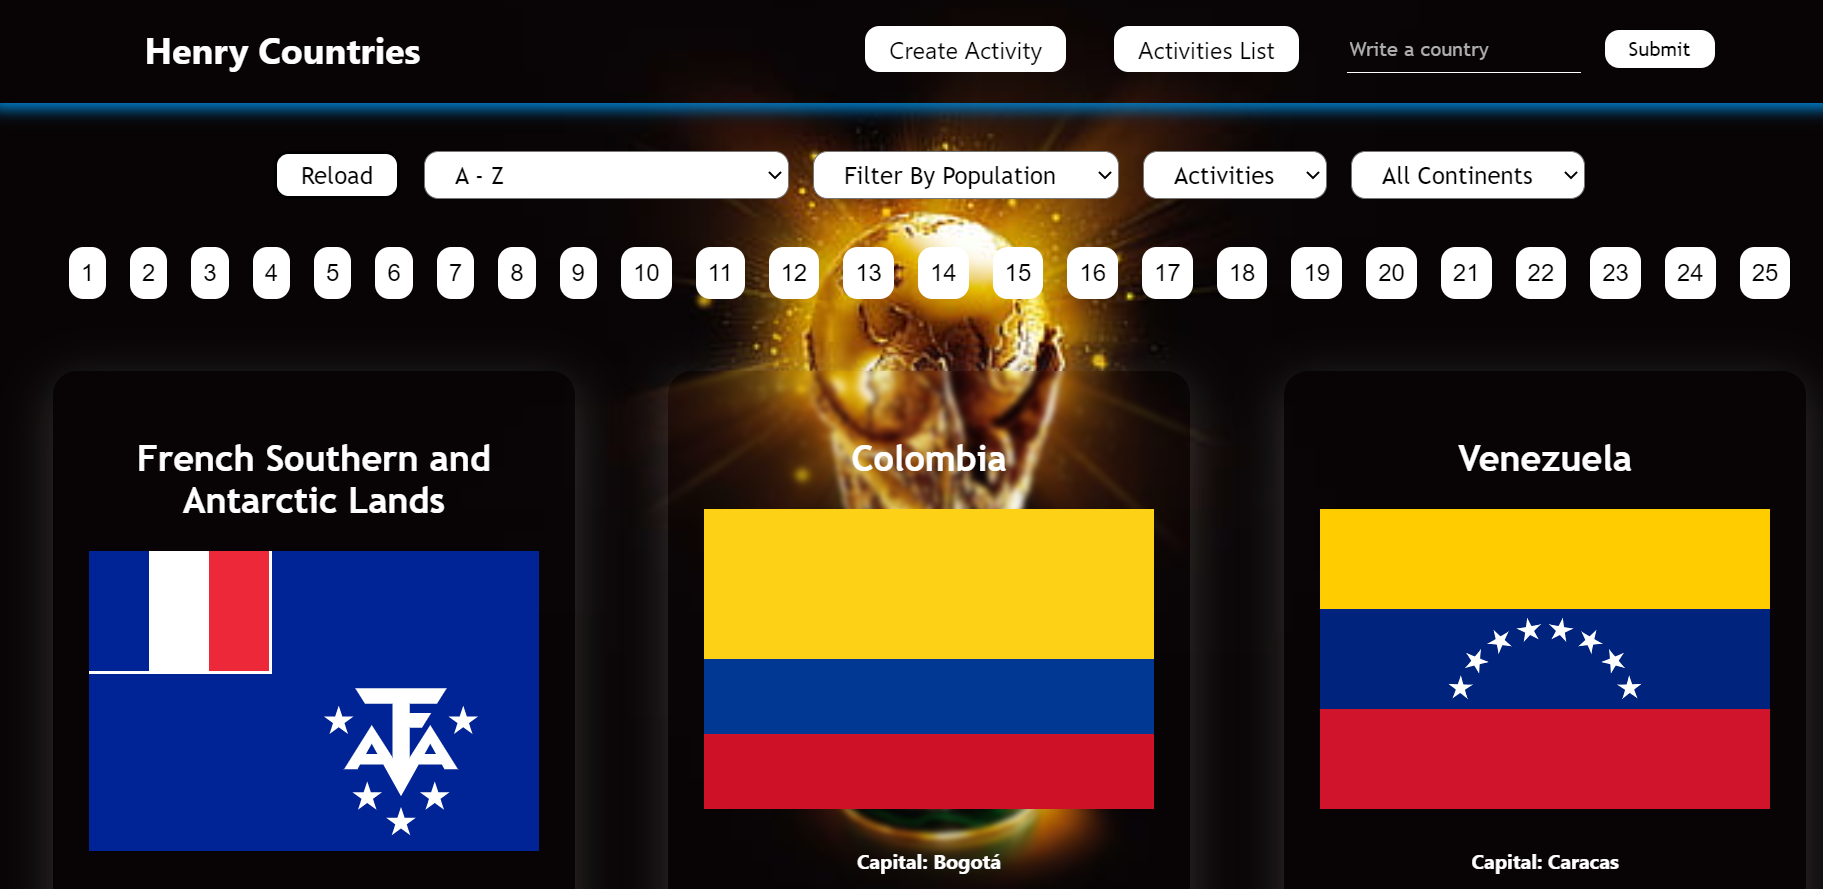 Henry Countries
Create Activity
Activities List
Write a country
Submit
Reload
A - Z
Filter By Population
Activities
All Continents
1 2 3 4 5 6 7 8 9 10 11 12 13 14 15 16 17 18 19 20 21 22 23 24 25
French Southern and
Antarctic Lands
TFAA
Colombia
Capital: Bogotá
Venezuela
Capital: Caracas